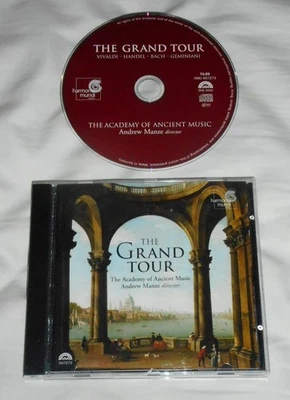 THE GRAND TOUR
VIVALDI · HANDEL · BACH · GEMINIANI
harmonia
mundi
THE ACADEMY OF ANCIENT MUSIC
Andrew Manze director
harmonia
mundi
THE
GRAND
TOUR
The Academy of Ancient Music
Andrew Manze director
907273